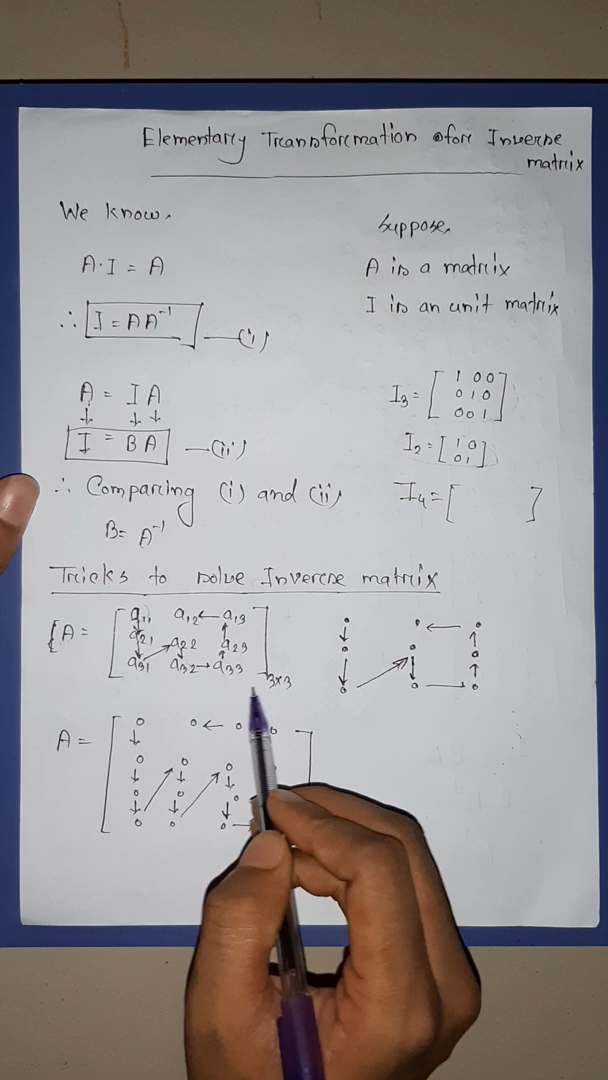 Elementary Transformation for Inverse
matrix
We know,
A·I = A
∴ I = AA⁻¹ —(i)
A = I A
↓ ↓ ↓
I = B A —(ii)
∴ Comparing (i) and (ii),
B = A⁻¹
Suppose,
A is a matrix
I is an unit matrix
I₃ = [ 1 0 0
0 1 0
0 0 1 ]
I₂ = [ 1 0
0 1 ]
I₄ = [ ]
Tricks to solve Inverse matrix
{A = [ a₁₁ a₁₂ ← a₁₃
a₂₁ a₂₂ a₂₃
a₃₁ a₃₂ → a₃₃ ] 3×3
A = [